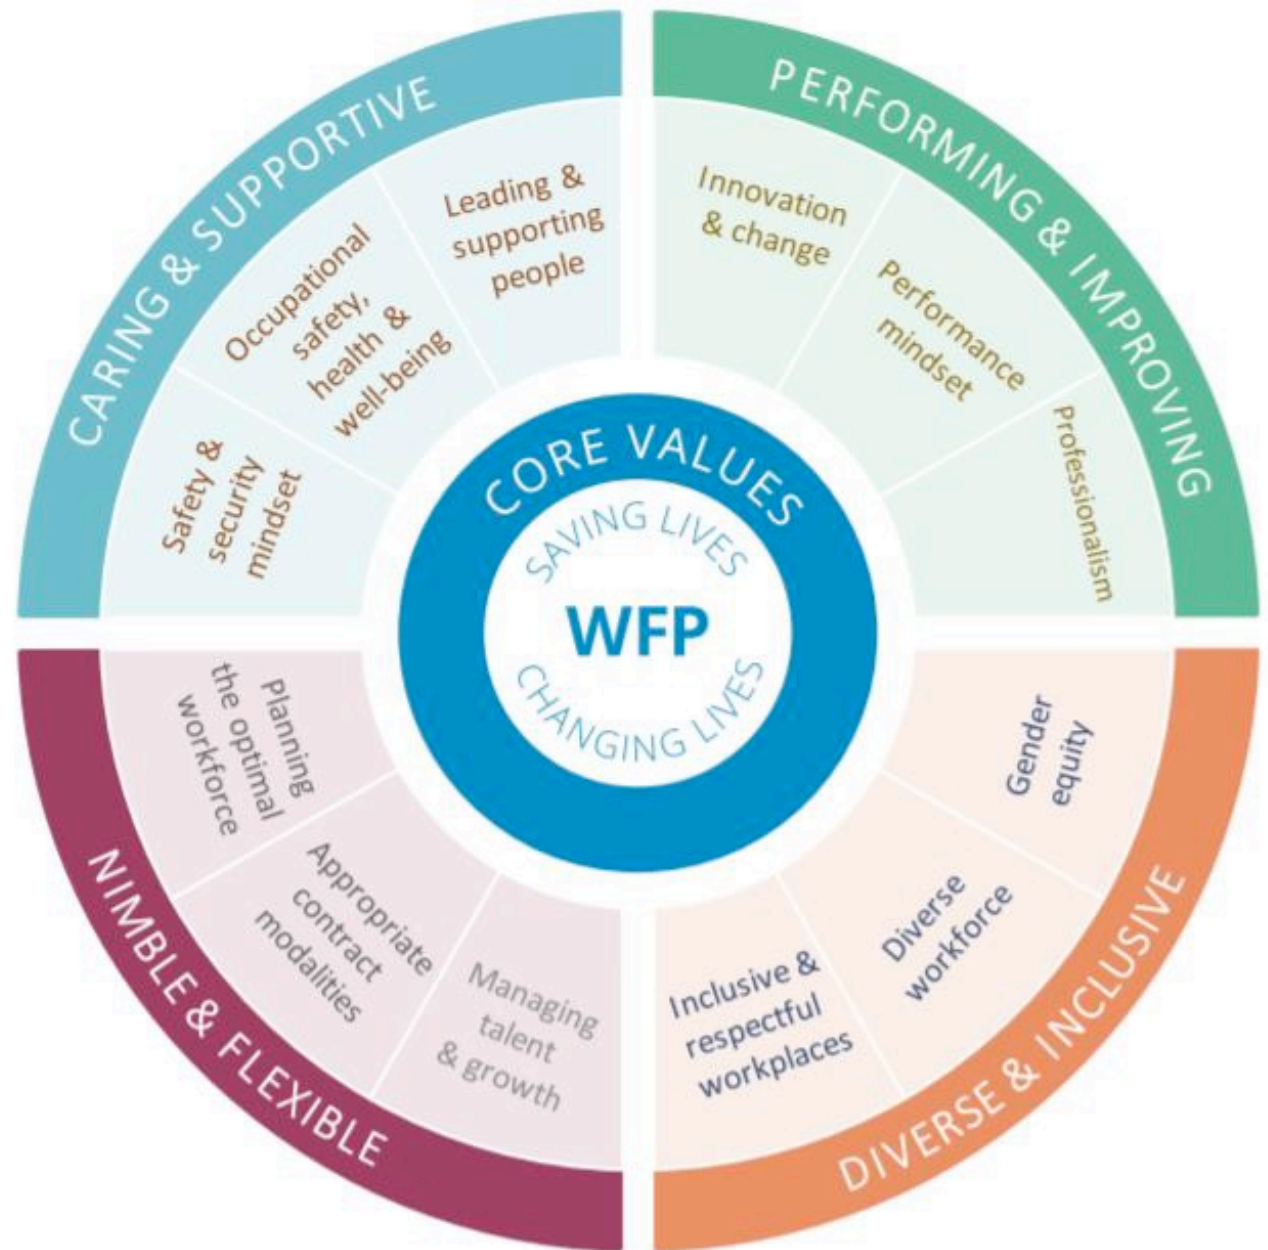 CARING & SUPPORTIVE
Safety &
security
mindset
Occupational
safety,
health &
well-being
Leading &
supporting
people
PERFORMING & IMPROVING
Innovation
& change
Performance
mindset
Professionalism
CORE VALUES
SAVING LIVES
WFP
CHANGING LIVES
NIMBLE & FLEXIBLE
Planning
the optimal
workforce
Appropriate
contract
modalities
Managing
talent
& growth
DIVERSE & INCLUSIVE
Gender
equity
Diverse
workforce
Inclusive &
respectful
workplaces